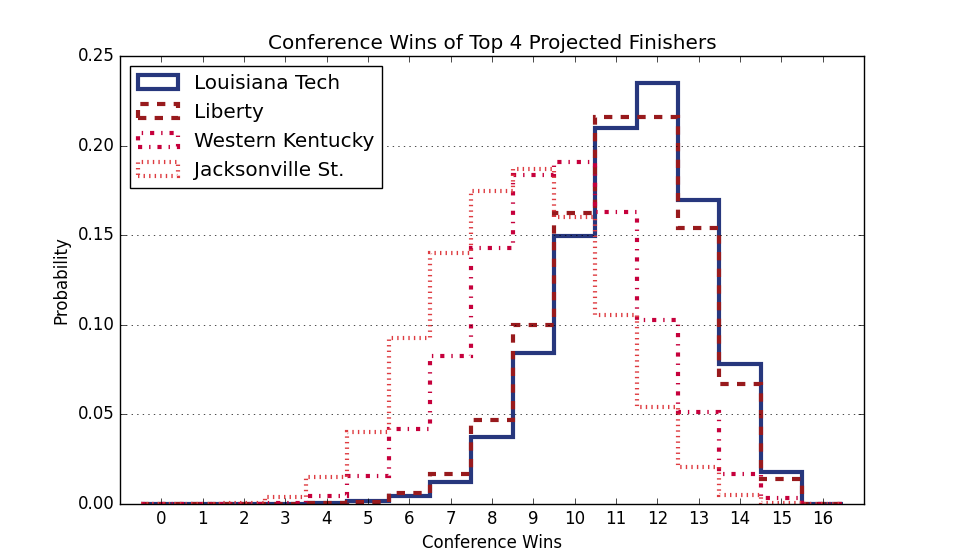 Conference Wins of Top 4 Projected Finishers
Louisiana Tech
Liberty
Western Kentucky
Jacksonville St.
0.25
0.20
0.15
0.10
0.05
0.00
Probability
0 1 2 3 4 5 6 7 8 9 10 11 12 13 14 15 16
Conference Wins